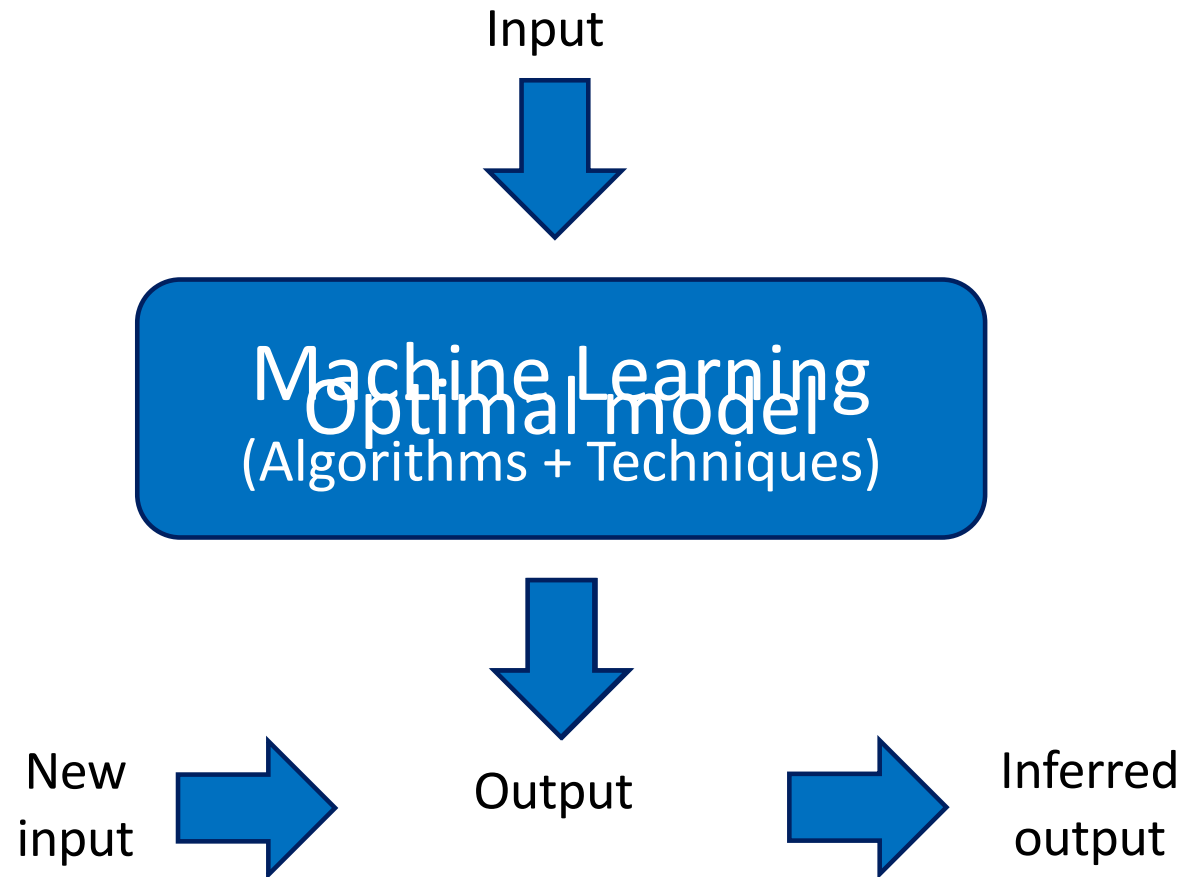 Input
Machine Learning
Optimal model
(Algorithms + Techniques)
New
input
Output
Inferred
output